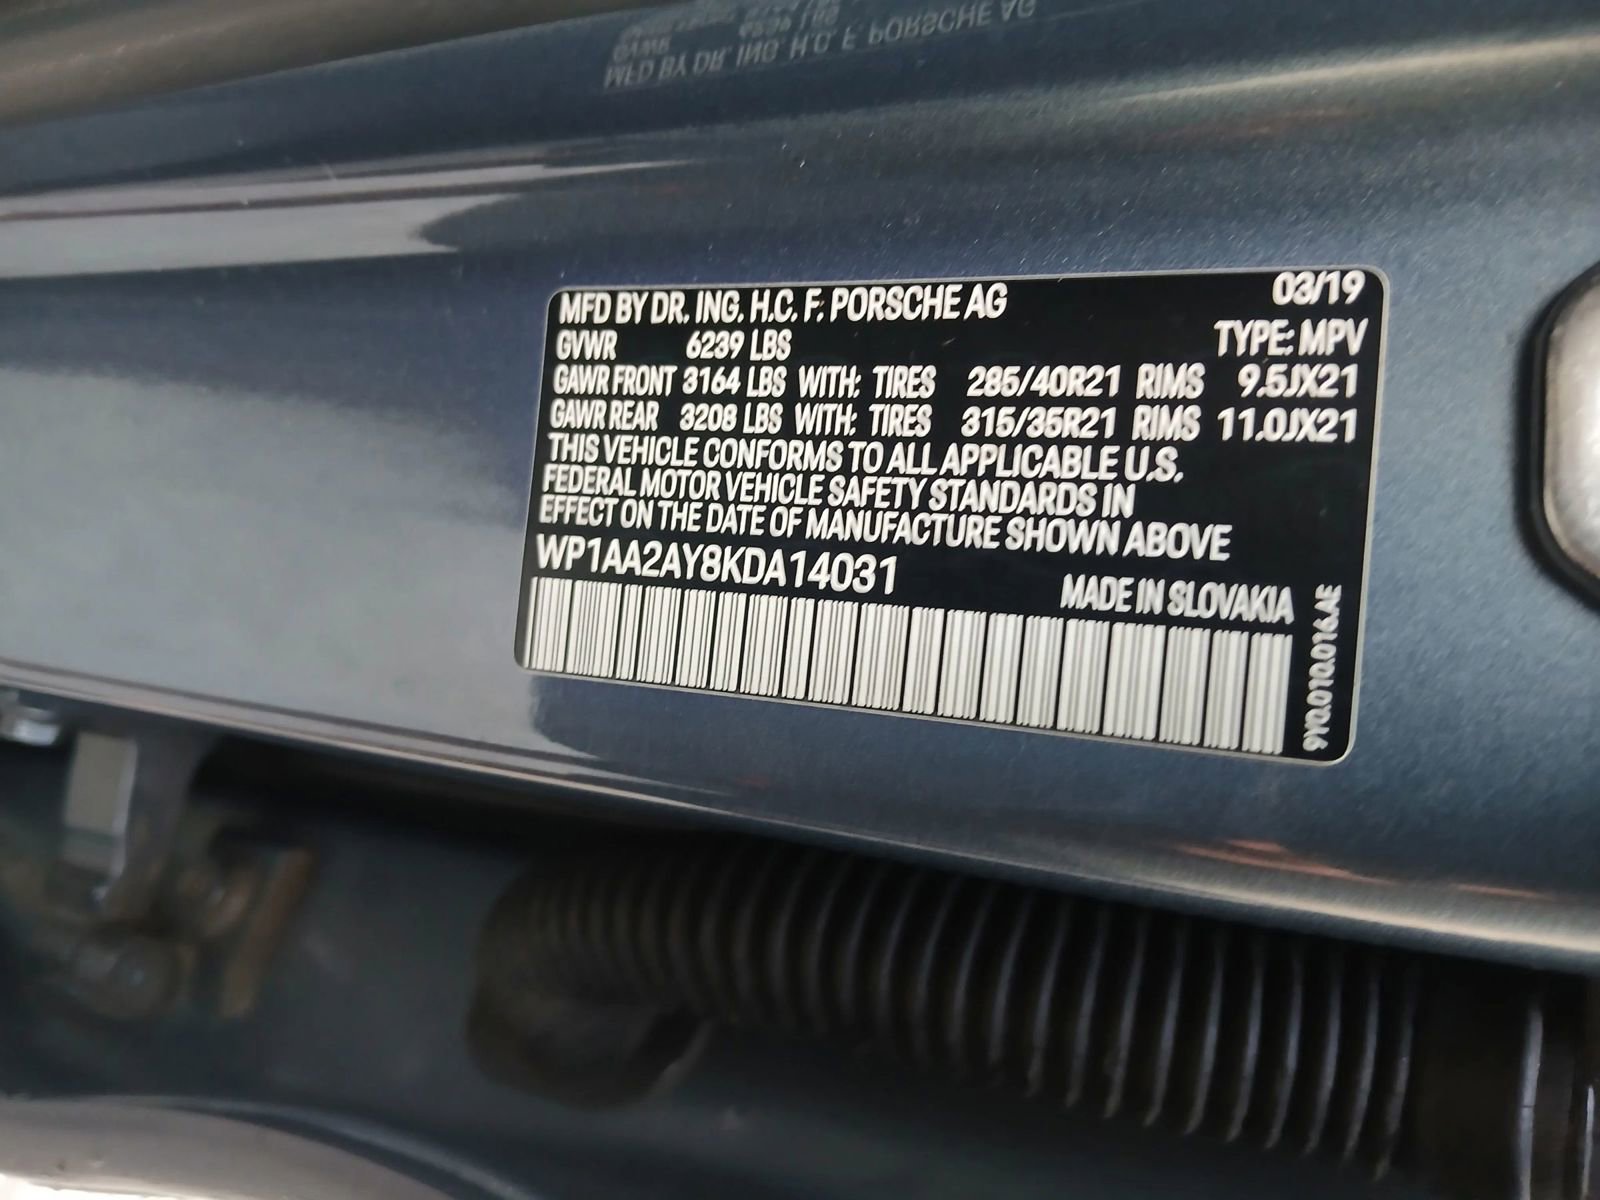 MFD BY DR. ING. H.C. F. PORSCHE AG 03/19
GVWR 6239 LBS TYPE: MPV
GAWR FRONT 3164 LBS WITH: TIRES 285/40R21 RIMS 9.5JX21
GAWR REAR 3208 LBS WITH: TIRES 315/35R21 RIMS 11.0JX21
THIS VEHICLE CONFORMS TO ALL APPLICABLE U.S.
FEDERAL MOTOR VEHICLE SAFETY STANDARDS IN
EFFECT ON THE DATE OF MANUFACTURE SHOWN ABOVE
WP1AA2AY8KDA14031
MADE IN SLOVAKIA
9Y0.010.016.AE